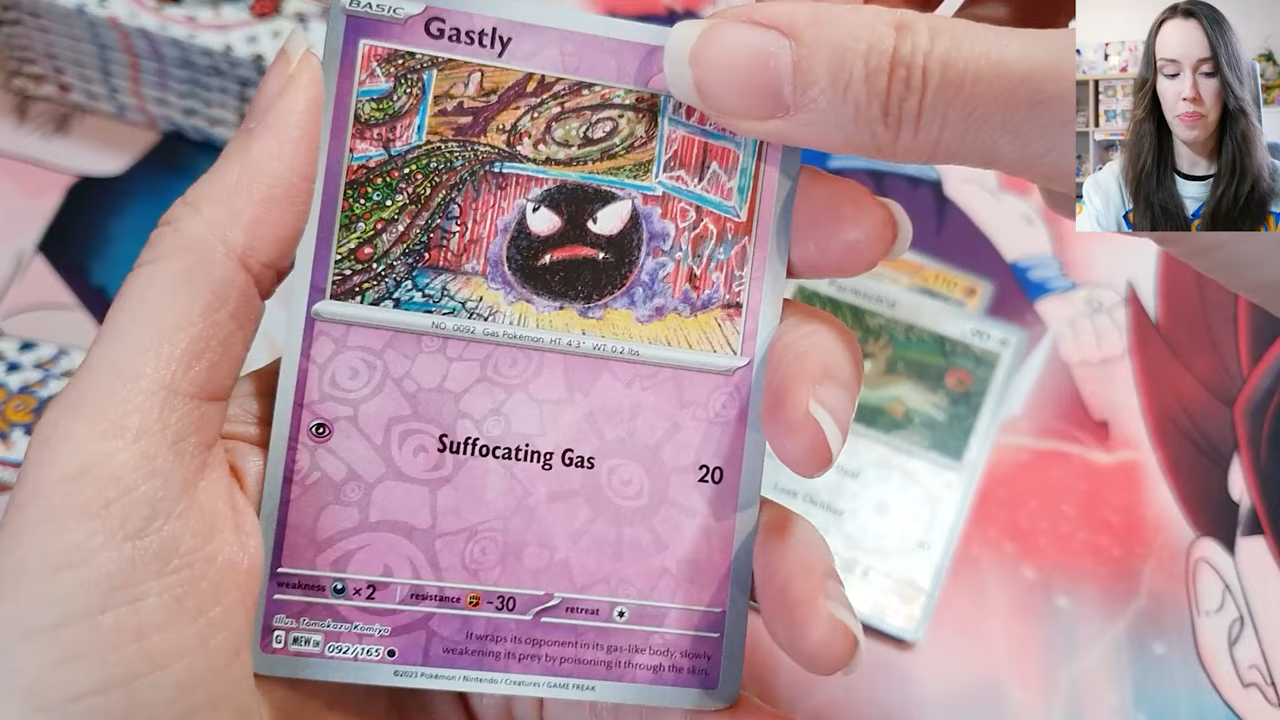 BASIC
Gastly
NO. 0092 Gas Pokémon HT: 4'3" WT: 0.2 lbs.
Suffocating Gas 20
weakness ×2 resistance -30 retreat
Illus. Tomokazu Komiya
It wraps its opponent in its gas-like body, slowly
weakening its prey by poisoning it through the skin.
G MEW EN 092/165
©2023 Pokémon / Nintendo / Creatures / GAME FREAK
110